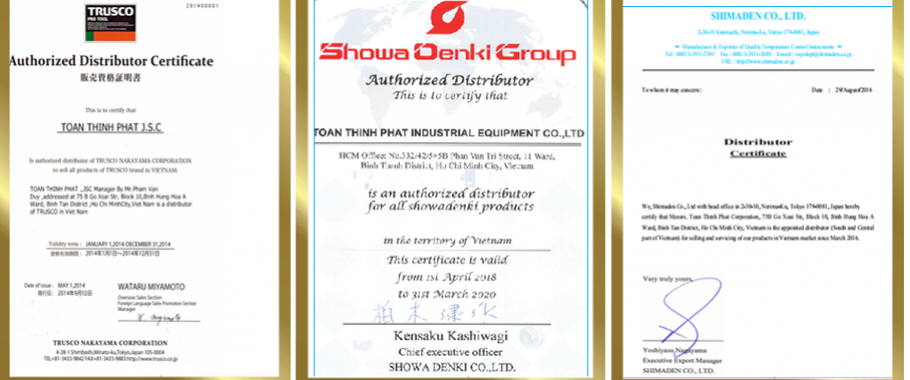 201400001
TRUSCO
PRO TOOL
Authorized Distributor Certificate
販売資格証明書
This is to certify that
TOAN THINH PHAT J.S.C
Is authorized distributor of TRUSCO NAKAYAMA CORPORATION
to sell all products of TRUSCO brand in VIETNAM.
TOAN THINH PHAT .,JSC Manager By Mr.Pham Van
Duy ,addressed at 75 B Go Xoai Str, Block 10,Binh Hung Hoa A
Ward, Binh Tan District ,Ho Chi MinhCity,Viet Nam is a distributor
of TRUSCO in Viet Nam
Validity term : JANUARY 1,2014-DECEMBER 31,2014
2014年1月1日～2014年12月31日
Date of issue : MAY 1,2014
発行日 : 2014年5月12日
WATARU MIYAMOTO
Overseas Sales Section
Foreign Language Sales Promotion Section
Manager
TRUSCO NAKAYAMA CORPORATION
4-28-1 Shimbashi,Minato-ku,Tokyo,Japan 105-0004
TEL+81-3433-9842 FAX+81-3433-9883 http://www.trusco.co.jp
Showa Denki Group
Authorized Distributor
This is to certify that
TOAN THINH PHAT INDUSTRIAL EQUIPMENT CO.,LTD
HCM Office: No.332/42/5+5B Phan Van Tri Street, 11 Ward,
Binh Thanh District, Ho Chi Minh City, Vietnam
is an authorized distributor
for all showadenki products
in the territory of Vietnam
This certificate is valid
from 1st April 2018
to 31st March 2020
Kensaku Kashiwagi
Chief executive officer
SHOWA DENKI CO.,LTD.
SHIMADEN CO., LTD.
2-30-10 Kitamachi, Nerima-Ku, Tokyo 179-0081, Japan
Manufacturer & Exporter of Quality Temperature Control Instruments
URL : http://www.shimaden.co.jp
To whom it may concern :
Date : 29/August/2016
Distributor
Certificate
We, Shimaden Co., Ltd with head office in 2-30-10, Nerima-Ku, Tokyo 179-0081, Japan hereby
certify that Messrs. Toan Thinh Phat Corporation, 75B Go Xoai Str, Block 10, Binh Hung Hoa A
Ward, Binh Tan District, Ho Chi Minh City, Vietnam is the appointed distributor (South and Central
part of Vietnam) for selling and servicing of our products in Vietnam market since March 2016.
Very truly yours,
Yoshiyasu Nagayama
Executive Export Manager
SHIMADEN CO., LTD.